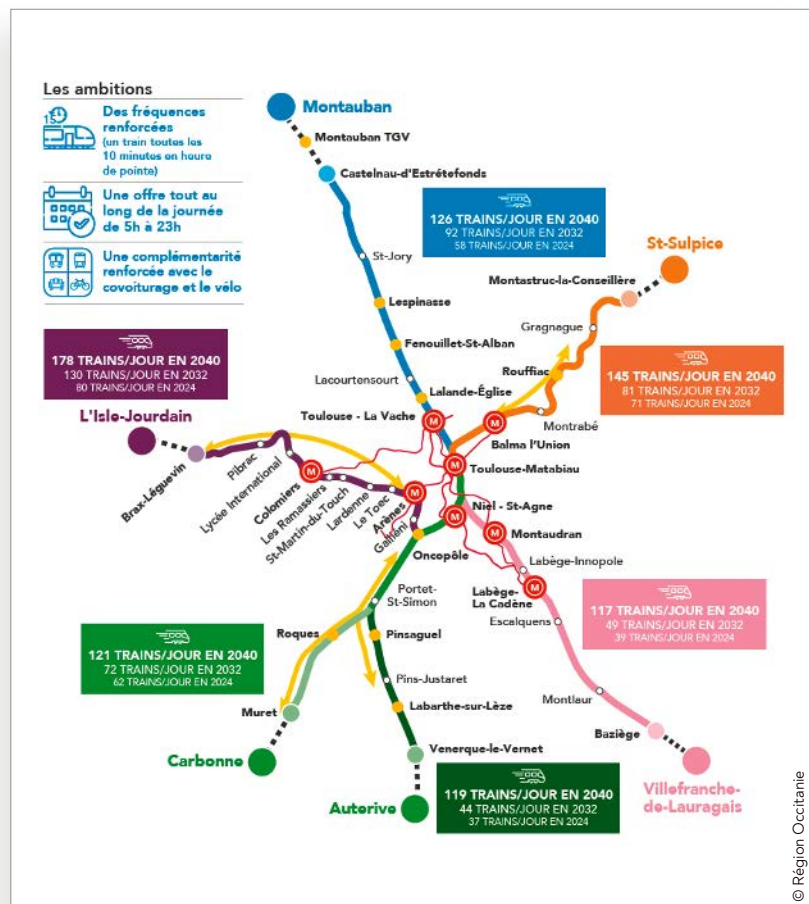 Les ambitions
15
Des fréquences
renforcées
(un train toutes les
10 minutes en heure
de pointe)
Une offre tout au
long de la journée
de 5h à 23h
Une complémentarité
renforcée avec le
covoiturage et le vélo
Montauban
Montauban TGV
Castelnau-d'Estrétefonds
126 TRAINS/JOUR EN 2040
92 TRAINS/JOUR EN 2032
58 TRAINS/JOUR EN 2024
St-Jory
St-Sulpice
Montastruc-la-Conseillère
Lespinasse
Gragnague
Fenouillet-St-Alban
178 TRAINS/JOUR EN 2040
130 TRAINS/JOUR EN 2032
80 TRAINS/JOUR EN 2024
Rouffiac
145 TRAINS/JOUR EN 2040
81 TRAINS/JOUR EN 2032
71 TRAINS/JOUR EN 2024
Lacourtensourt
Lalande-Église
L'Isle-Jourdain
Toulouse - La Vache
M
M
Montrabé
Balma l'Union
Brax-Léguevin
Pibrac
Lycée International
Colomiers
M
Les Ramassiers
St-Martin-du-Touch
Lardenne
Le Toec
Arènes
M
Gallieni
M
Toulouse-Matabiau
Niel - St-Agne
M
M
Montaudran
Oncopôle
Labège-Innopole
Labège-
La Cadène
M
Portet-
St-Simon
Escalquens
117 TRAINS/JOUR EN 2040
49 TRAINS/JOUR EN 2032
39 TRAINS/JOUR EN 2024
121 TRAINS/JOUR EN 2040
72 TRAINS/JOUR EN 2032
62 TRAINS/JOUR EN 2024
Roques
Pinsaguel
Pins-Justaret
Montlaur
Muret
Labarthe-sur-Lèze
Baziège
Carbonne
Venerque-le-Vernet
Auterive
119 TRAINS/JOUR EN 2040
44 TRAINS/JOUR EN 2032
37 TRAINS/JOUR EN 2024
Villefranche-
de-Lauragais
© Région Occitanie